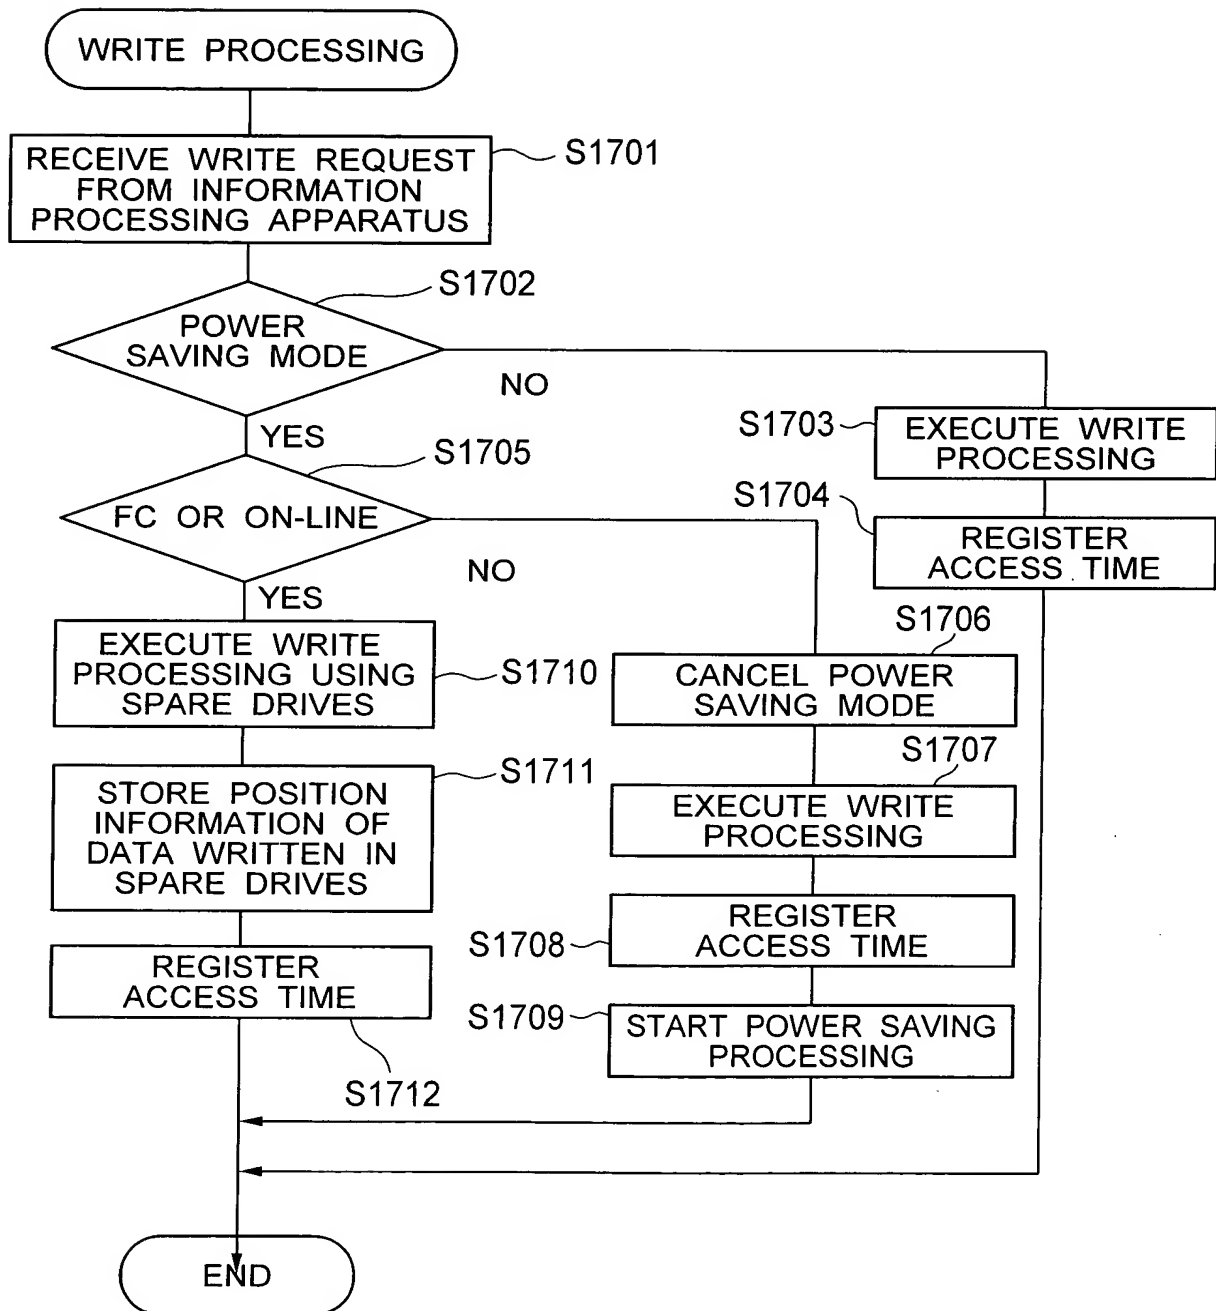 WRITE PROCESSING
RECEIVE WRITE REQUEST
FROM INFORMATION
PROCESSING APPARATUS
S1701
S1702
POWER
SAVING MODE
NO
YES
S1703
EXECUTE WRITE
PROCESSING
S1704
REGISTER
ACCESS TIME
S1705
FC OR ON-LINE
NO
YES
S1706
CANCEL POWER
SAVING MODE
S1707
EXECUTE WRITE
PROCESSING
S1708
REGISTER
ACCESS TIME
S1709
START POWER SAVING
PROCESSING
EXECUTE WRITE
PROCESSING USING
SPARE DRIVES
S1710
STORE POSITION
INFORMATION OF
DATA WRITTEN IN
SPARE DRIVES
S1711
REGISTER
ACCESS TIME
S1712
END